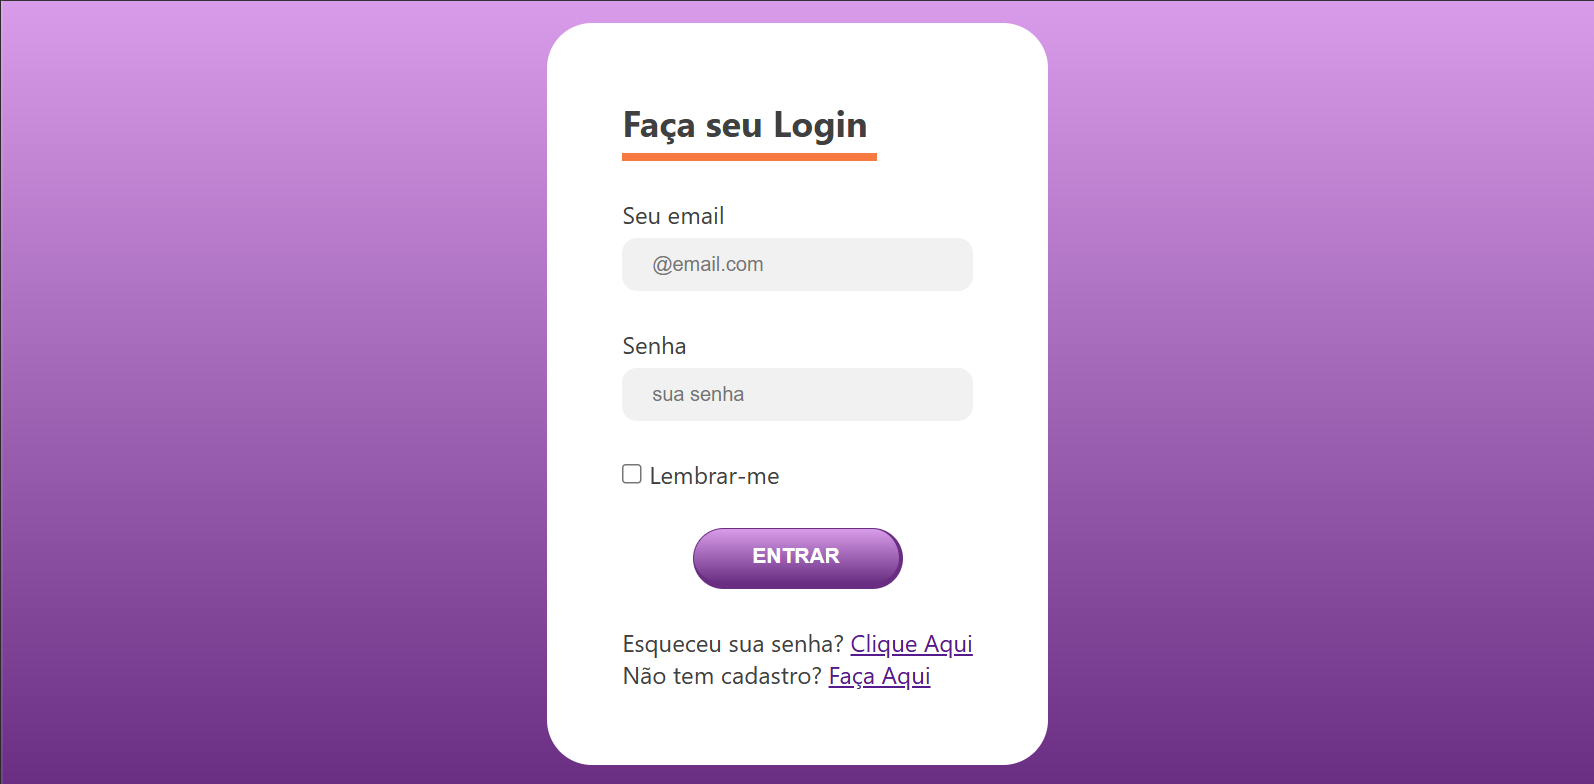 Faça seu Login
Seu email
@email.com
Senha
sua senha
Lembrar-me
ENTRAR
Esqueceu sua senha? Clique Aqui
Não tem cadastro? Faça Aqui